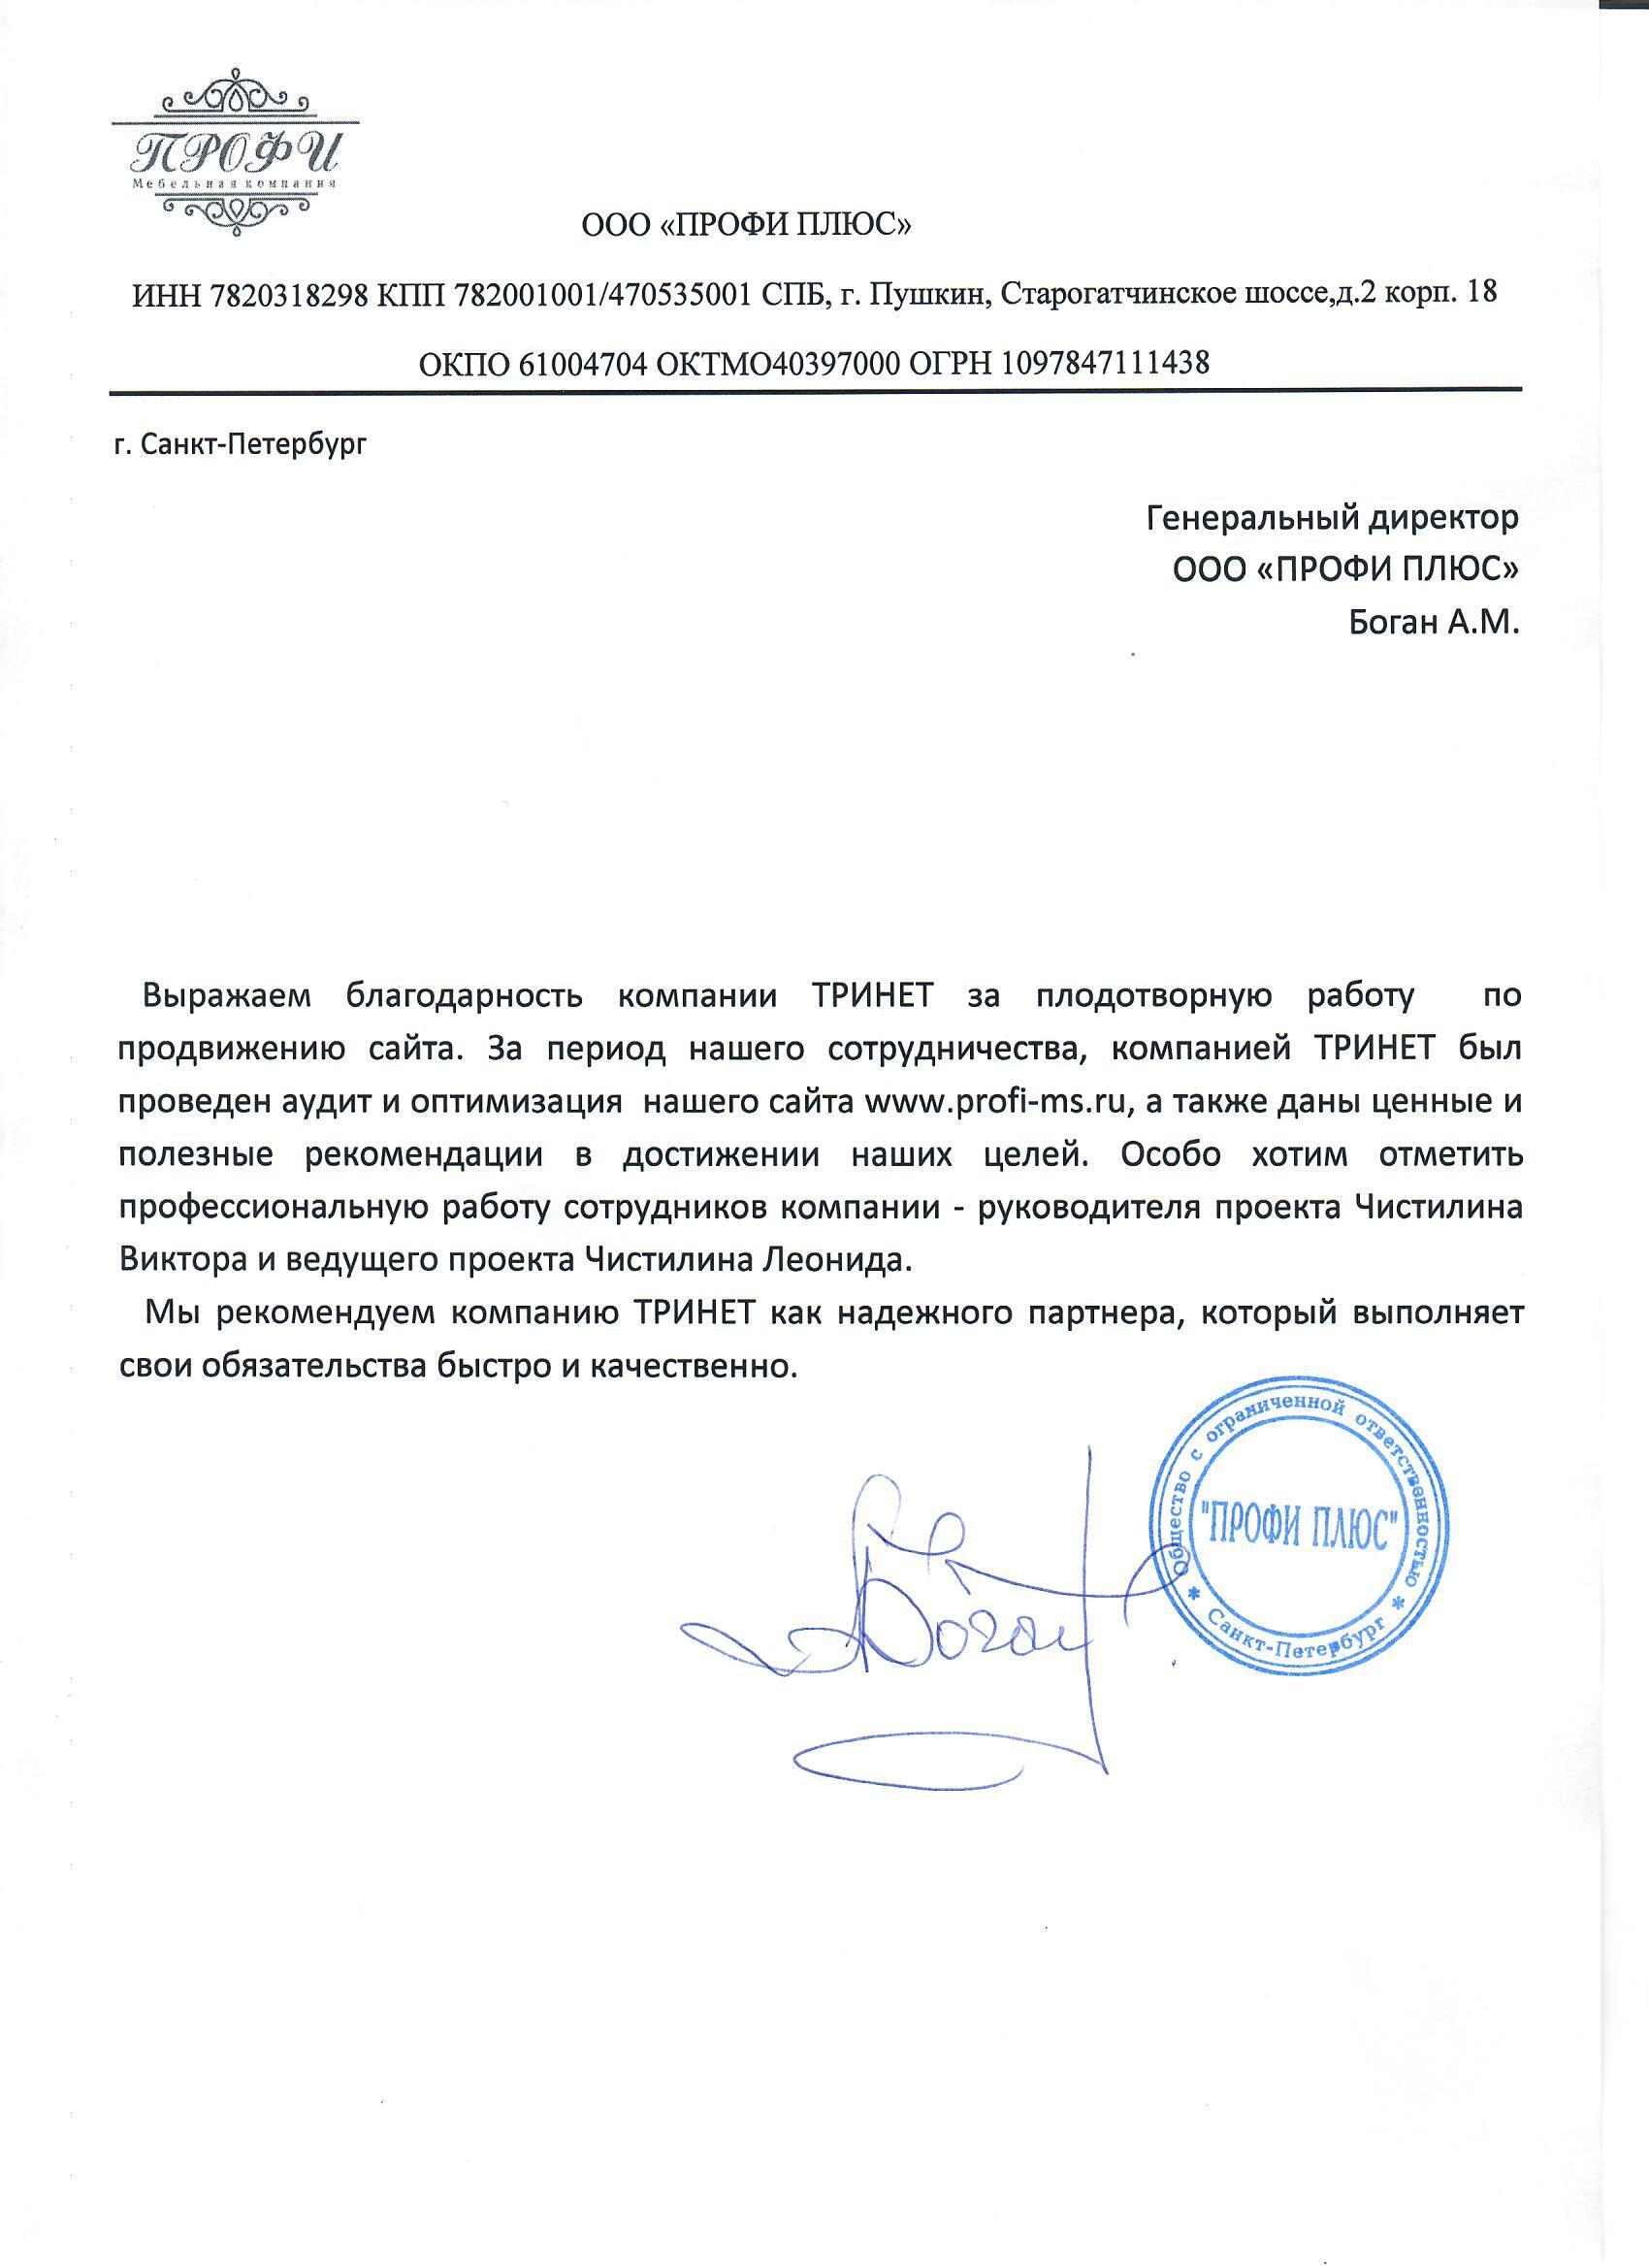 ПРОФИ
Мебельная компания
ООО «ПРОФИ ПЛЮС»
ИНН 7820318298 КПП 782001001/470535001 СПБ, г. Пушкин, Старогатчинское шоссе,д.2 корп. 18
ОКПО 61004704 ОКТМО40397000 ОГРН 1097847111438
г. Санкт-Петербург
Генеральный директор
ООО «ПРОФИ ПЛЮС»
Боган А.М.
Выражаем благодарность компании ТРИНЕТ за плодотворную работу по
продвижению сайта. За период нашего сотрудничества, компанией ТРИНЕТ был
проведен аудит и оптимизация нашего сайта www.profi-ms.ru, а также даны ценные и
полезные рекомендации в достижении наших целей. Особо хотим отметить
профессиональную работу сотрудников компании - руководителя проекта Чистилина
Виктора и ведущего проекта Чистилина Леонида.
Мы рекомендуем компанию ТРИНЕТ как надежного партнера, который выполняет
свои обязательства быстро и качественно.
Общество с ограниченной ответственностью
"ПРОФИ ПЛЮС"
* Санкт-Петербург *
Боган